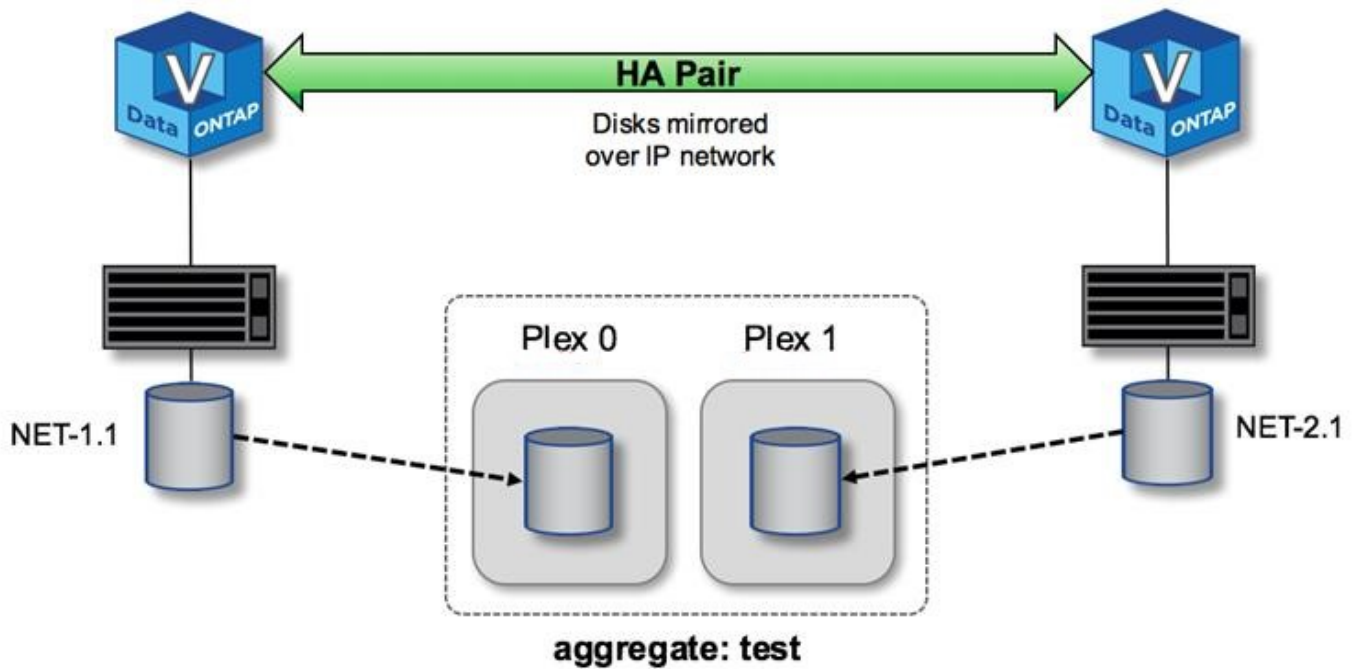 V
Data ONTAP
HA Pair
Disks mirrored
over IP network
V
Data ONTAP
Plex 0
Plex 1
NET-1.1
NET-2.1
aggregate: test